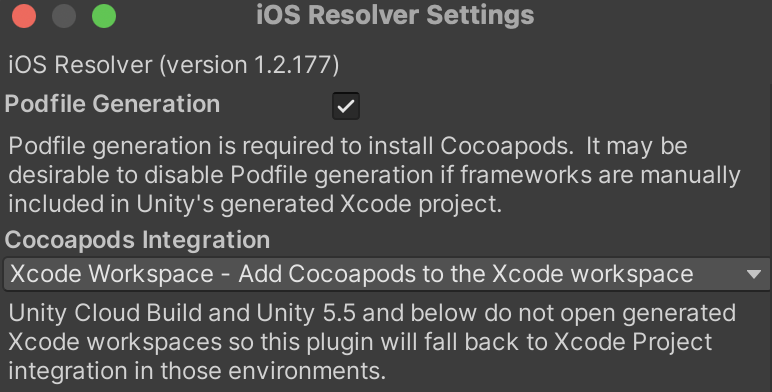 iOS Resolver Settings
iOS Resolver (version 1.2.177)
Podfile Generation
Podfile generation is required to install Cocoapods.  It may be
desirable to disable Podfile generation if frameworks are manually
included in Unity's generated Xcode project.
Cocoapods Integration
Xcode Workspace - Add Cocoapods to the Xcode workspace
Unity Cloud Build and Unity 5.5 and below do not open generated
Xcode workspaces so this plugin will fall back to Xcode Project
integration in those environments.